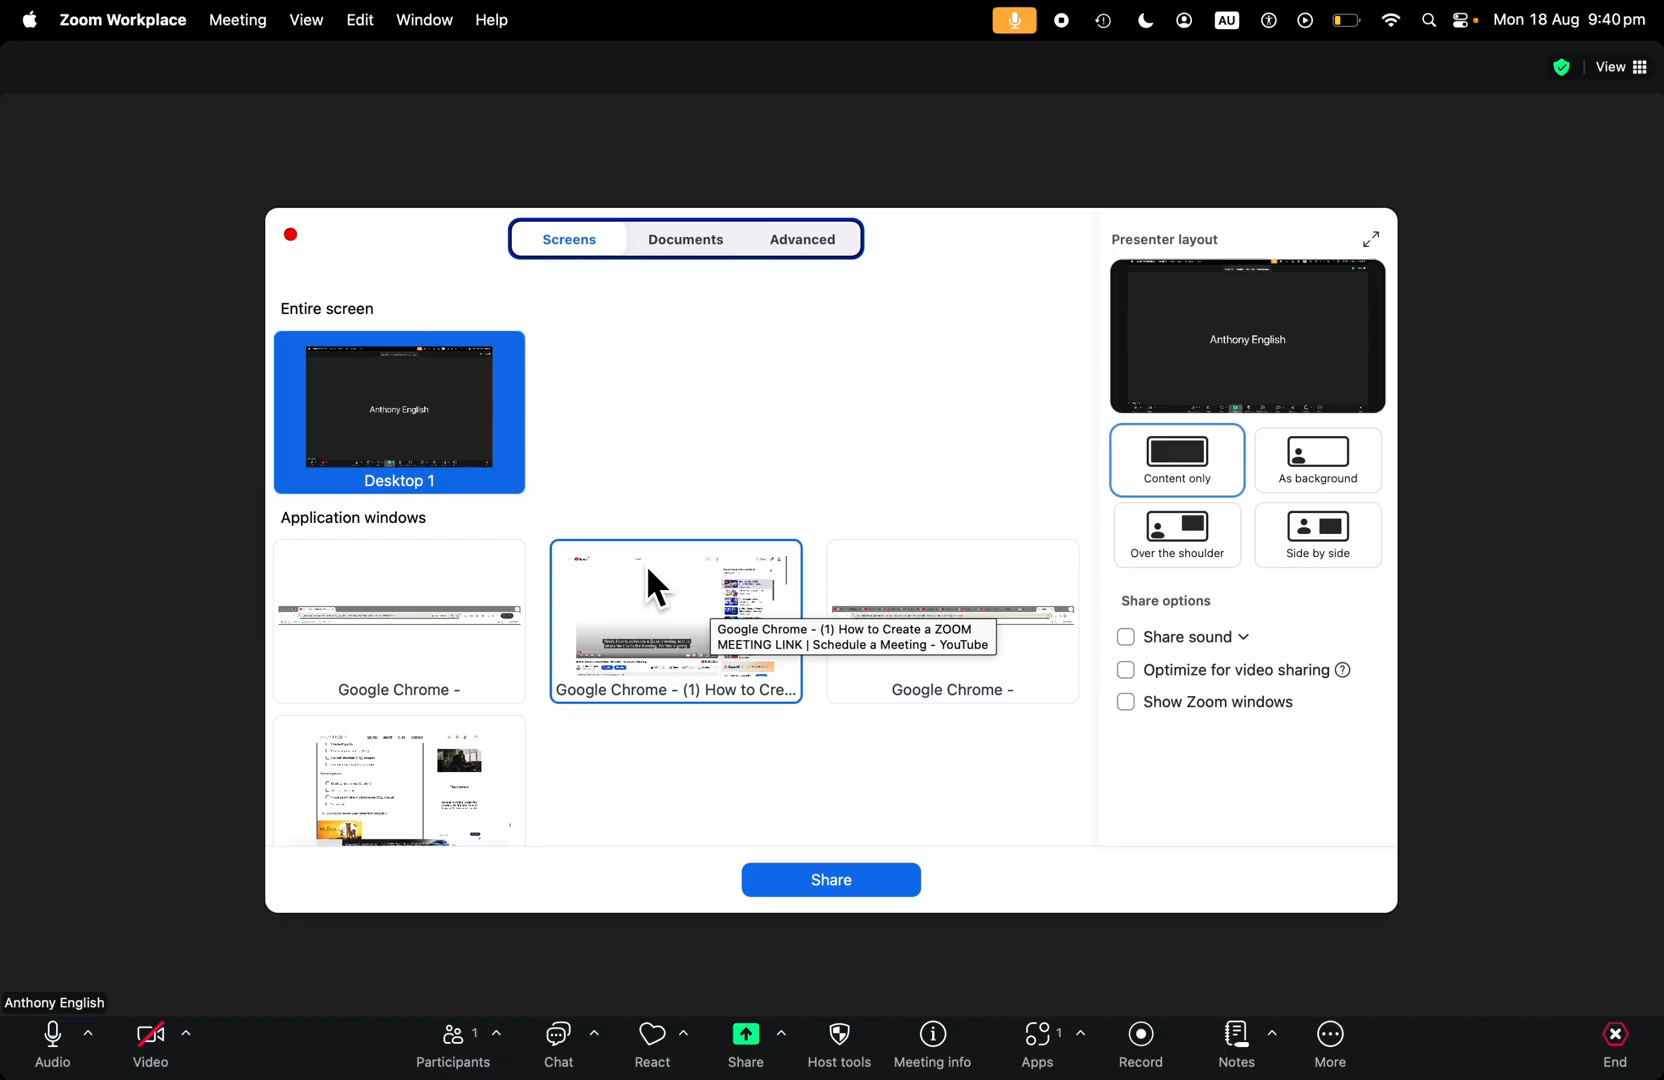 Zoom Workplace Meeting View Edit Window Help AU Mon 18 Aug 9:40 pm
View
Screens Documents Advanced
Presenter layout
Entire screen
Anthony English
Desktop 1
Anthony English
Content only As background
Over the shoulder Side by side
Application windows
Google Chrome - (1) How to Create a ZOOM
MEETING LINK | Schedule a Meeting - YouTube
Google Chrome - Google Chrome - (1) How to Cre... Google Chrome -
Share options
Share sound
Optimize for video sharing
Show Zoom windows
Share
Anthony English
Audio Video Participants 1 Chat React Share Host tools Meeting info Apps 1 Record Notes More End